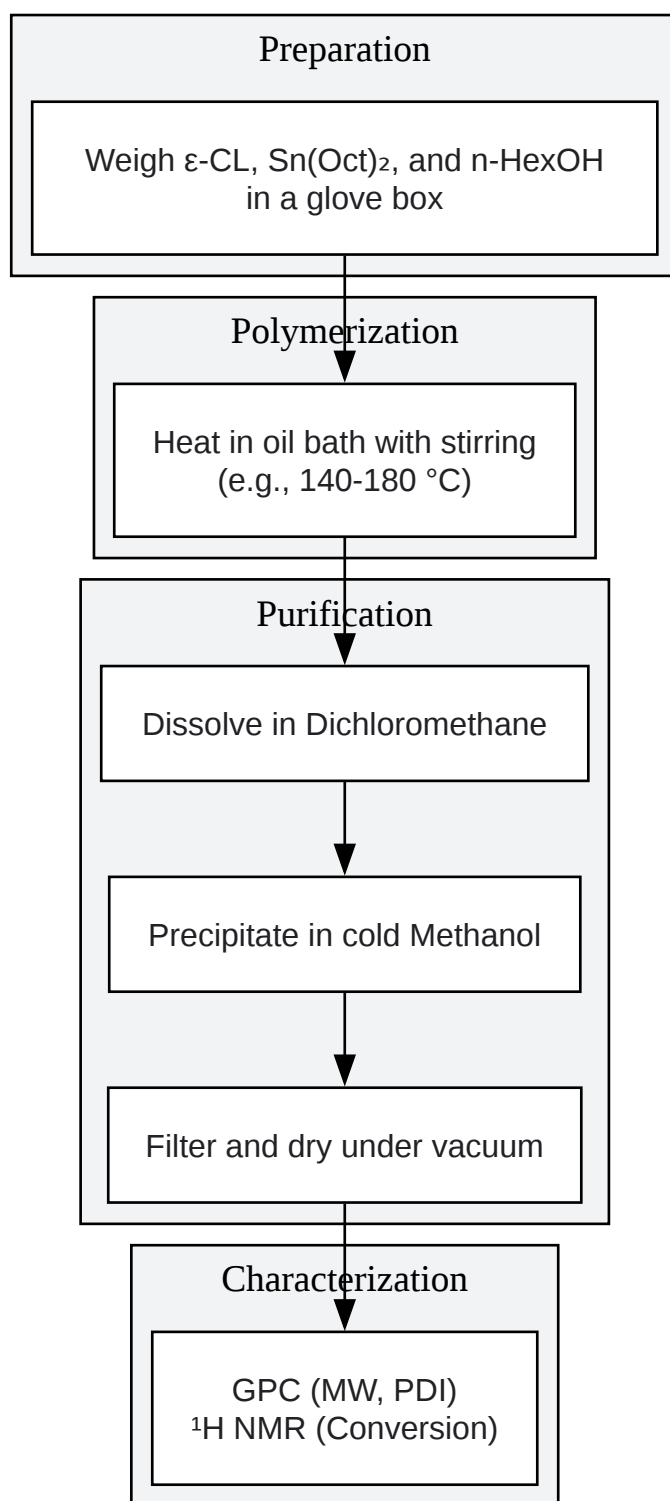 Preparation
Weigh ε-CL, Sn(Oct)₂, and n-HexOH
in a glove box
Polymerization
Heat in oil bath with stirring
(e.g., 140-180 °C)
Purification
Dissolve in Dichloromethane
Precipitate in cold Methanol
Filter and dry under vacuum
Characterization
GPC (MW, PDI)
¹H NMR (Conversion)